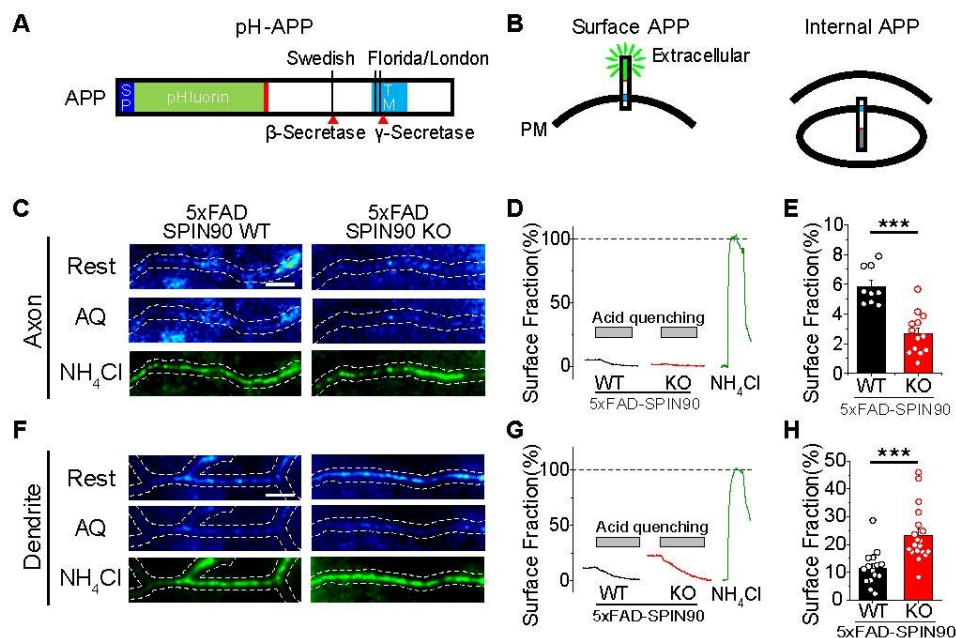 A
pH-APP
Swedish
Florida/London
APP
SP
pHluorin
TM
β-Secretase
γ-Secretase
B
Surface APP
Internal APP
Extracellular
PM
C
5xFAD
SPIN90 WT
5xFAD
SPIN90 KO
Axon
Rest
AQ
NH4Cl
D
Surface Fraction(%)
100
50
0
Acid quenching
WT
KO
NH4Cl
5xFAD-SPIN90
E
Surface Fraction(%)
10
8
6
4
2
0
***
WT
KO
5xFAD-SPIN90
F
Dendrite
Rest
AQ
NH4Cl
G
Surface Fraction(%)
100
50
0
Acid quenching
WT
KO
NH4Cl
5xFAD-SPIN90
H
Surface Fraction(%)
50
40
30
20
10
0
***
WT
KO
5xFAD-SPIN90